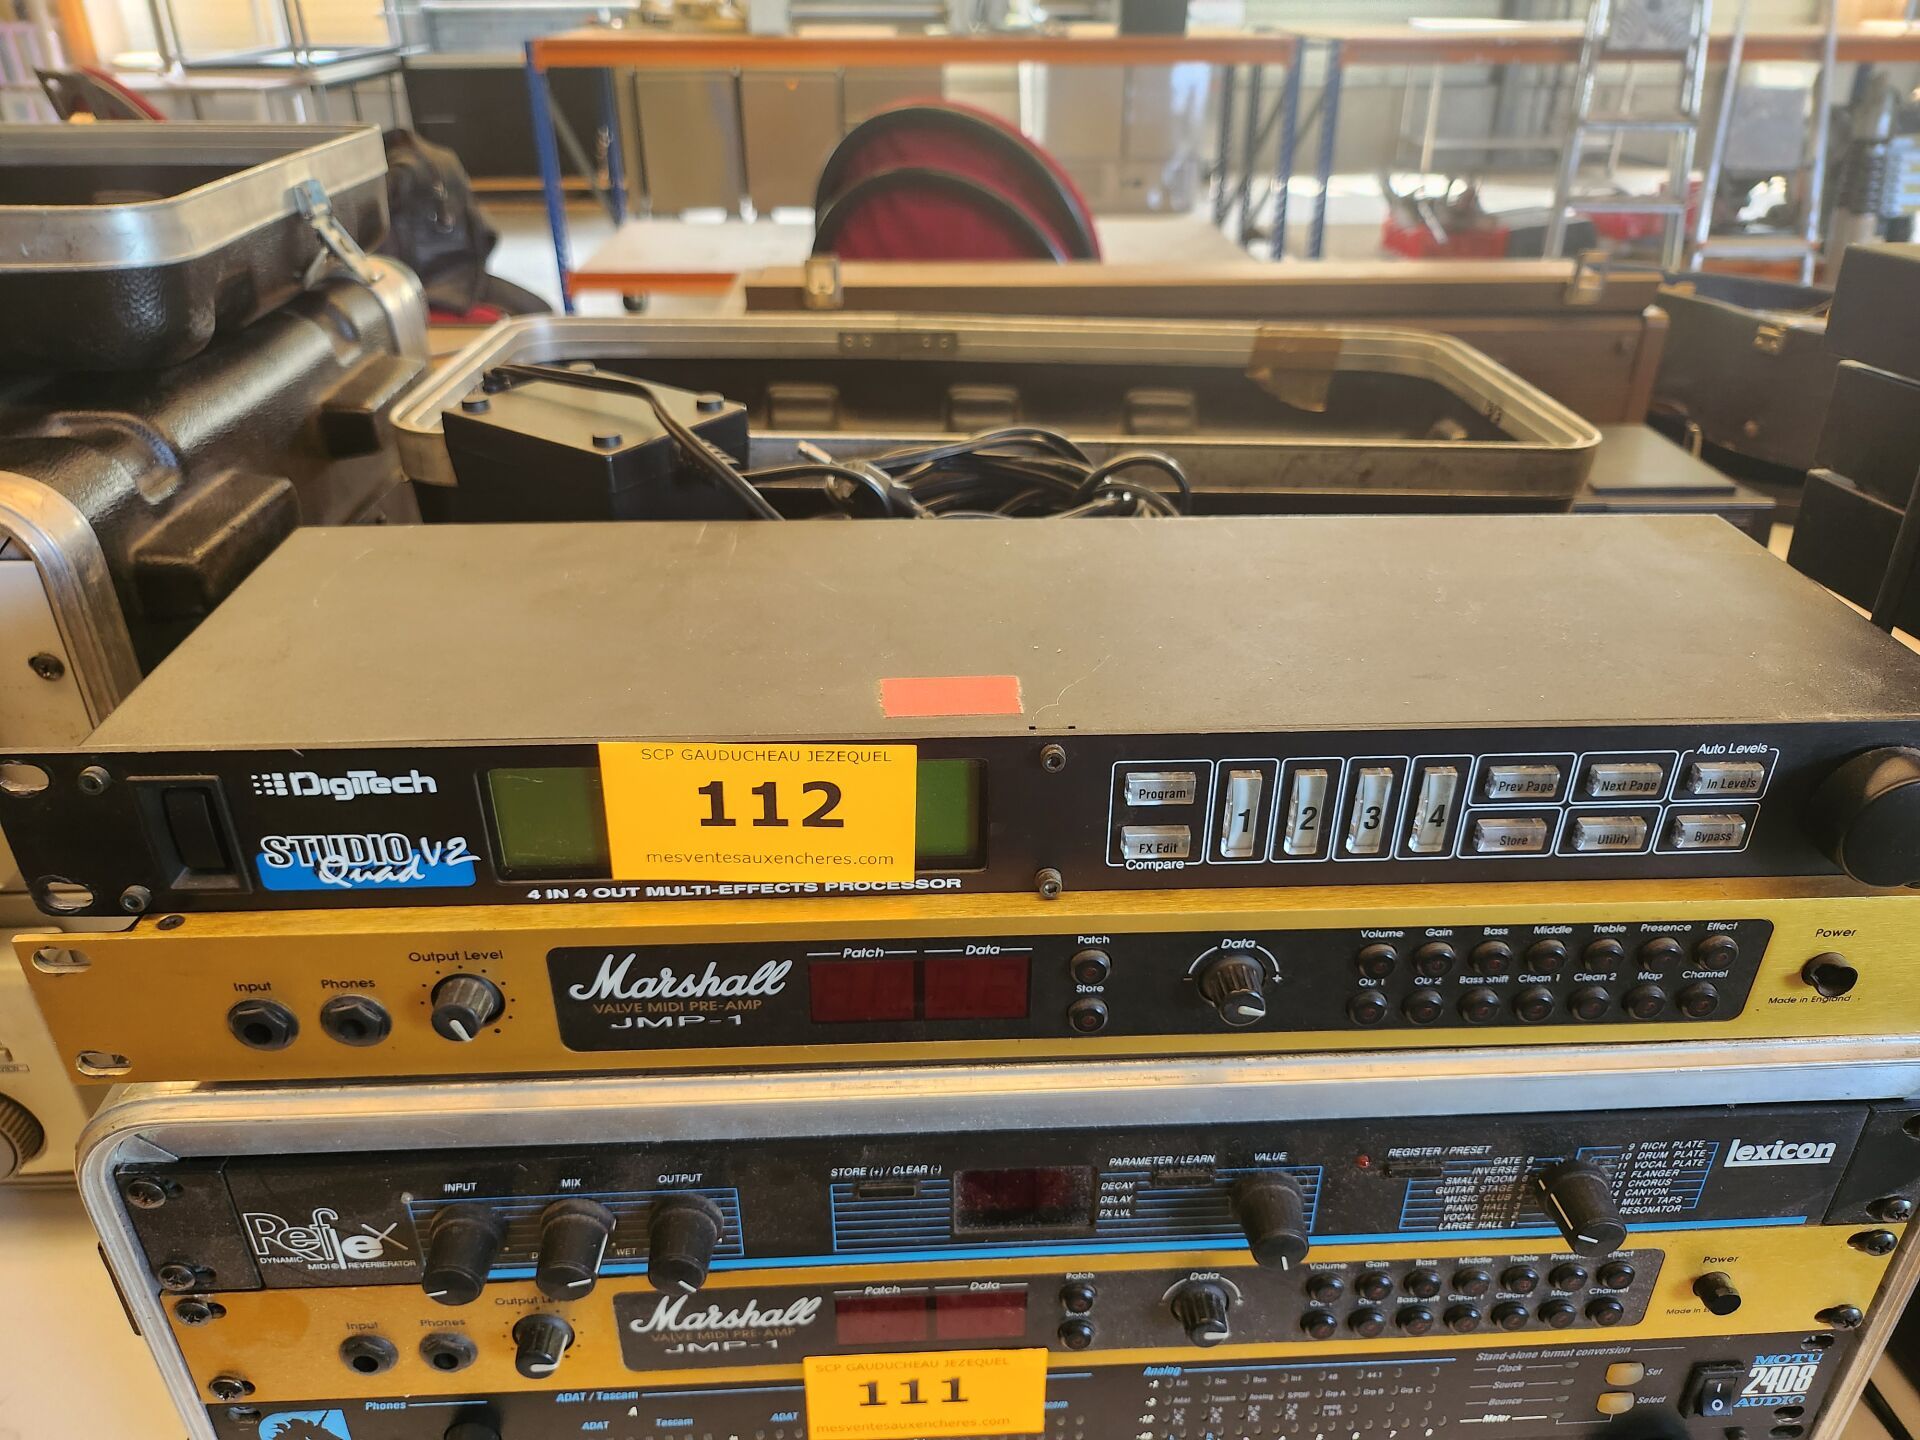 SCP GAUDUCHEAU JEZEQUEL
112
mesventesauxencheres.com
DigiTech
STUDIO Quad V2
4 IN 4 OUT MULTI-EFFECTS PROCESSOR
Program
FX Edit
Compare
1 2 3 4
Prev Page
Next Page
Auto Levels
In Levels
Store
Utility
Bypass
Input
Phones
Output Level
Marshall
VALVE MIDI PRE-AMP
JMP-1
Patch
Data
Patch
Store
Data
- +
Volume Gain Bass Middle Treble Presence Effect
OD 1 OD 2 Bass Shift Clean 1 Clean 2 Map Channel
Power
Made in England
Reflex
DYNAMIC
MIDI REVERBERATOR
INPUT
MIX
OUTPUT
WET
STORE (+) / CLEAR (-)
PARAMETER / LEARN
DECAY
DELAY
FX LVL
VALUE
REGISTER / PRESET
GATE 8
INVERSE 7
SMALL ROOM 6
GUITAR STAGE 5
MUSIC CLUB 4
PIANO HALL 3
VOCAL HALL 2
LARGE HALL 1
9 RICH PLATE
10 DRUM PLATE
11 VOCAL PLATE
12 FLANGER
13 CHORUS
CANYON
MULTI TAPS
RESONATOR
lexicon
Input
Phones
Marshall
VALVE MIDI PRE-AMP
JMP-1
Patch
Data
Patch
Data
Volume Gain Bass Middle Treble
Channel
Power
Made in
SCP GAUDUCHEAU JEZEQUEL
111
mesventesauxencheres.com
Phones
ADAT / Tascam
ADAT
Tascam
ADAT
Analog
Stand-alone format conversion
Clock
Source
Bounce
Meter
Set
Select
MOTU
2408
AUDIO